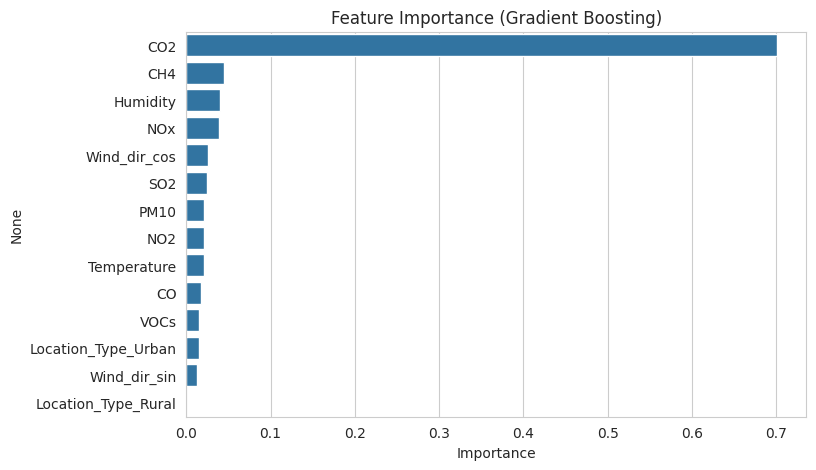 Feature Importance (Gradient Boosting)
CO2
CH4
Humidity
NOx
Wind_dir_cos
SO2
PM10
NO2
Temperature
CO
VOCs
Location_Type_Urban
Wind_dir_sin
Location_Type_Rural
None
0.0 0.1 0.2 0.3 0.4 0.5 0.6 0.7
Importance